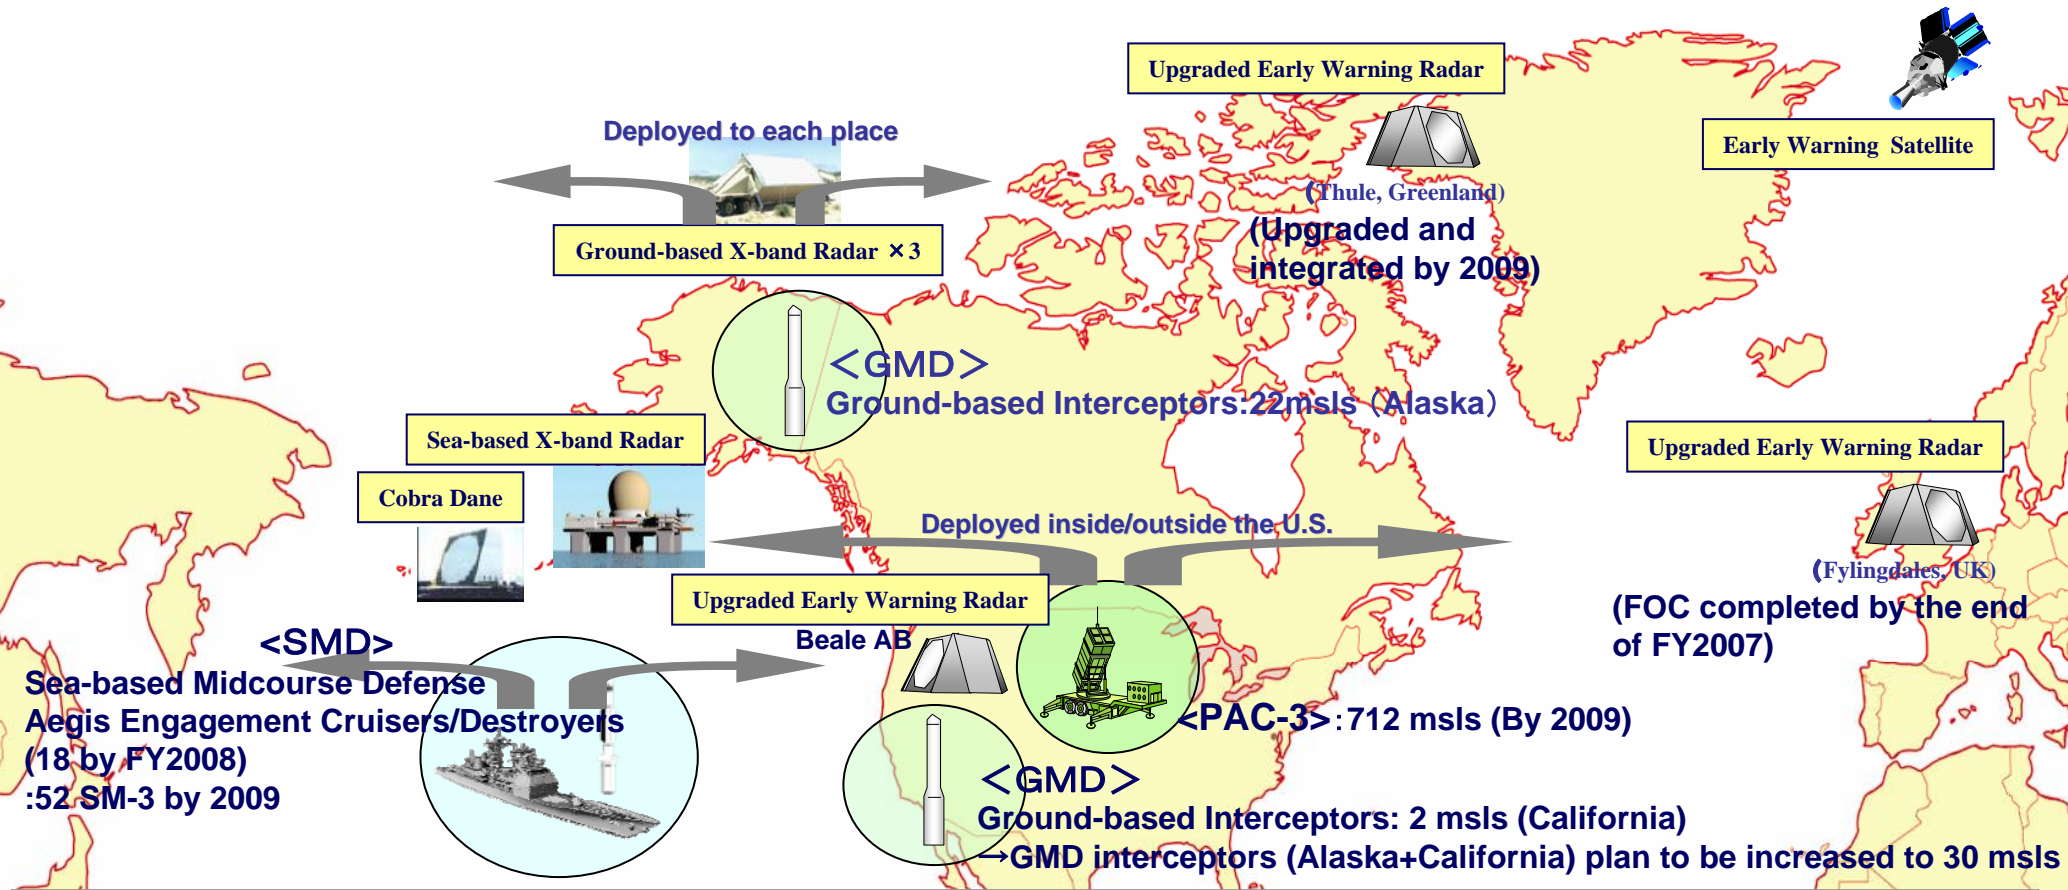 Upgraded Early Warning Radar
(Thule, Greenland)
(Upgraded and
integrated by 2009)
Early Warning Satellite
Deployed to each place
Ground-based X-band Radar ×3
<GMD>
Ground-based Interceptors:22msls (Alaska)
Sea-based X-band Radar
Cobra Dane
Upgraded Early Warning Radar
(Fylingdales, UK)
(FOC completed by the end
of FY2007)
Deployed inside/outside the U.S.
Upgraded Early Warning Radar
Beale AB
<SMD>
Sea-based Midcourse Defense
Aegis Engagement Cruisers/Destroyers
(18 by FY2008)
:52 SM-3 by 2009
<PAC-3>:712 msls (By 2009)
<GMD>
Ground-based Interceptors: 2 msls (California)
→GMD interceptors (Alaska+California) plan to be increased to 30 msls